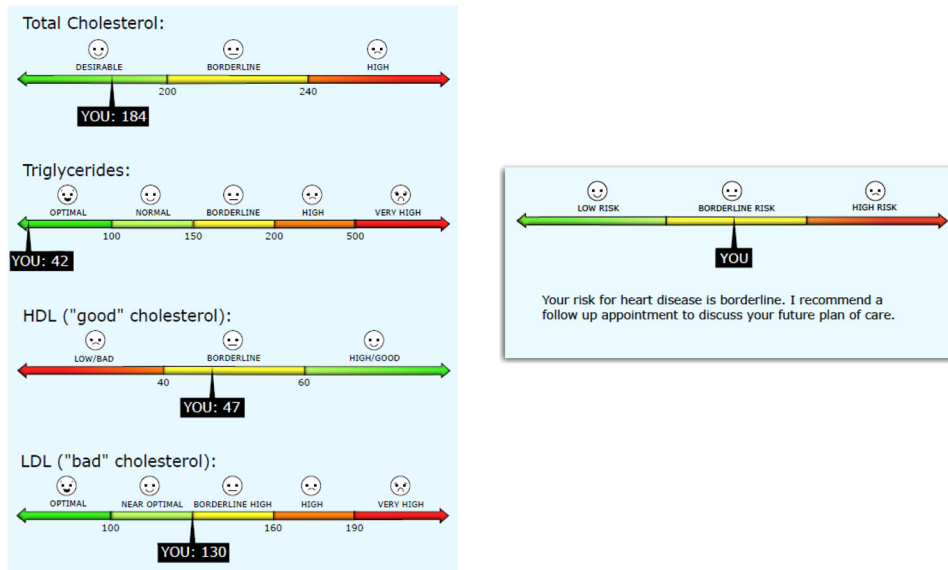 Total Cholesterol:
DESIRABLE BORDERLINE HIGH
200 240
YOU: 184
Triglycerides:
OPTIMAL NORMAL BORDERLINE HIGH VERY HIGH
100 150 200 500
YOU: 42
HDL ("good" cholesterol):
LOW/BAD BORDERLINE HIGH/GOOD
40 60
YOU: 47
LDL ("bad" cholesterol):
OPTIMAL NEAR OPTIMAL BORDERLINE HIGH HIGH VERY HIGH
100 160 190
YOU: 130
LOW RISK BORDERLINE RISK HIGH RISK
YOU
Your risk for heart disease is borderline. I recommend a
follow up appointment to discuss your future plan of care.